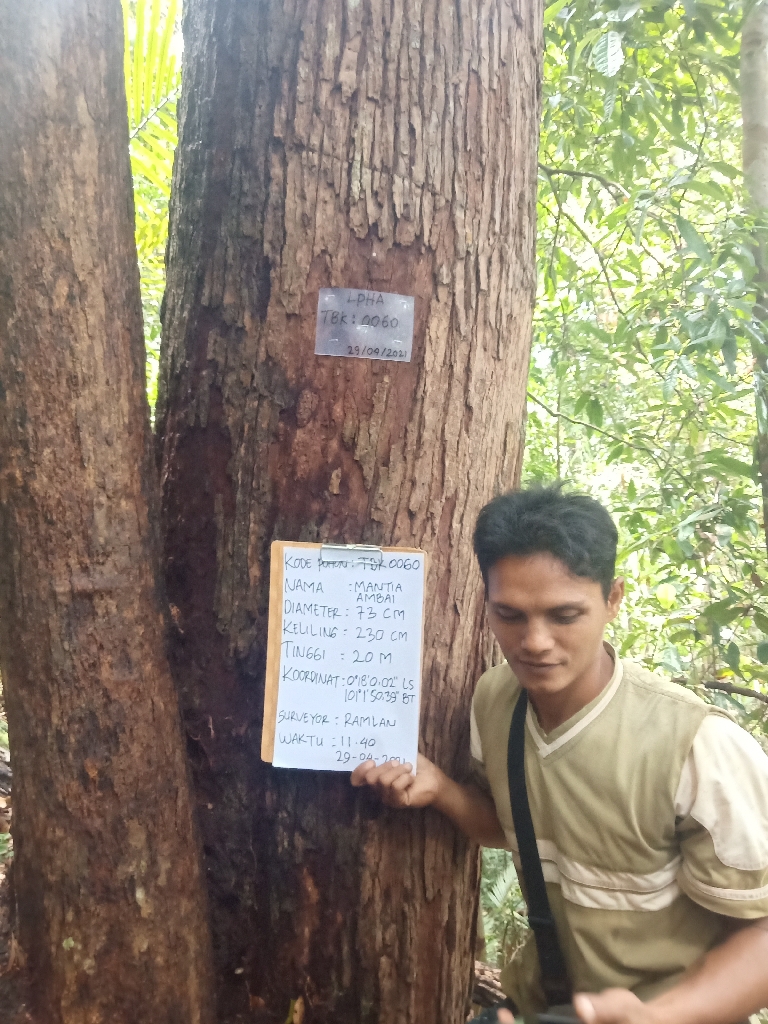 LPHA
TBK : 0060
29/04/2021
KODE POHON : TBK 0060
NAMA : MANTIA
AMBAI
DIAMETER : 73 CM
KELILING : 230 CM
TINGGI : 20 M
KOORDINAT : 0°18'0,02" LS
101°1'50,39" BT
SURVEYOR : RAMLAN
WAKTU : 11.40
29-04-2021